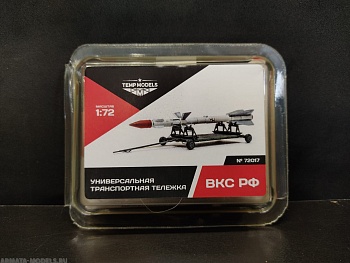 TEMP MODELS
МАСШТАБ
1:72
№ 72017
УНИВЕРСАЛЬНАЯ
ТРАНСПОРТНАЯ ТЕЛЕЖКА
ВКС РФ
ARMATA-MODELS.RU